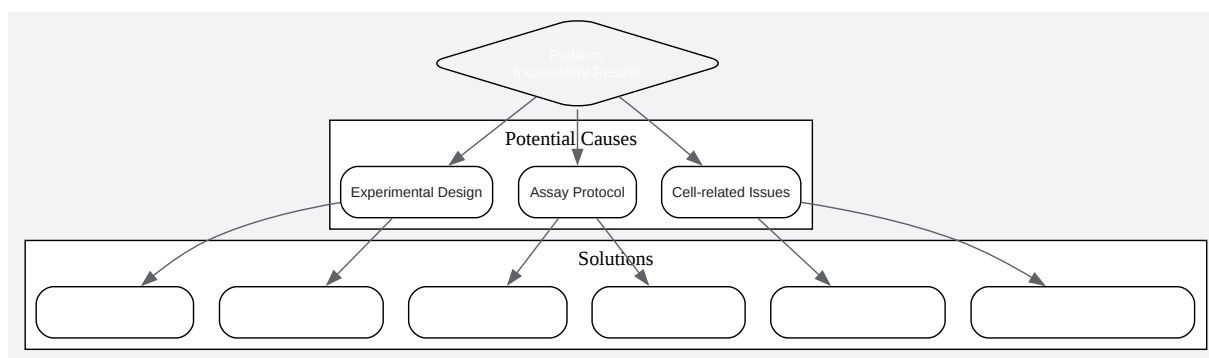 Problem:
Inconsistent Results
Potential Causes
Experimental Design
Assay Protocol
Cell-related Issues
Solutions